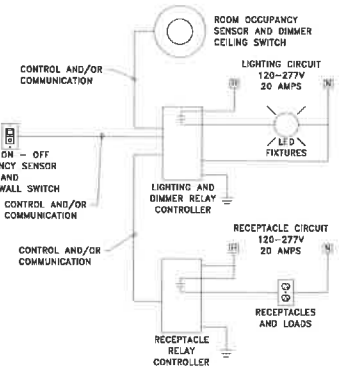 ROOM OCCUPANCY
SENSOR AND DIMMER
CEILING SWITCH
CONTROL AND/OR
COMMUNICATION
LIGHTING CIRCUIT
120-277V
20 AMPS
H
N
LED
FIXTURES
ON - OFF
NCY SENSOR
AND
WALL SWITCH
CONTROL AND/OR
COMMUNICATION
LIGHTING AND
DIMMER RELAY
CONTROLLER
CONTROL AND/OR
COMMUNICATION
RECEPTACLE CIRCUIT
120-277V
20 AMPS
H
N
RECEPTACLES
AND LOADS
RECEPTACLE
RELAY
CONTROLLER